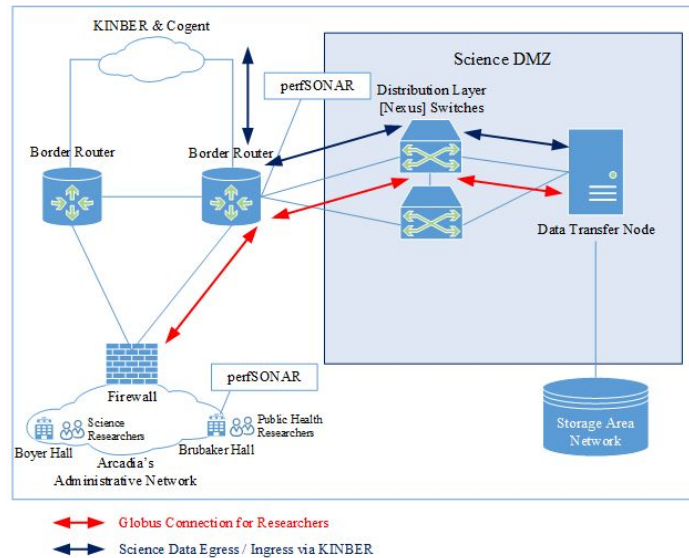 KINBER & Cogent
Science DMZ
perfSONAR
Distribution Layer
[Nexus] Switches
Border Router
Border Router
Data Transfer Node
Firewall
perfSONAR
Science
Researchers
Public Health
Researchers
Boyer Hall
Brubaker Hall
Arcadia's
Administrative Network
Storage Area
Network
Globus Connection for Researchers
Science Data Egress / Ingress via KINBER